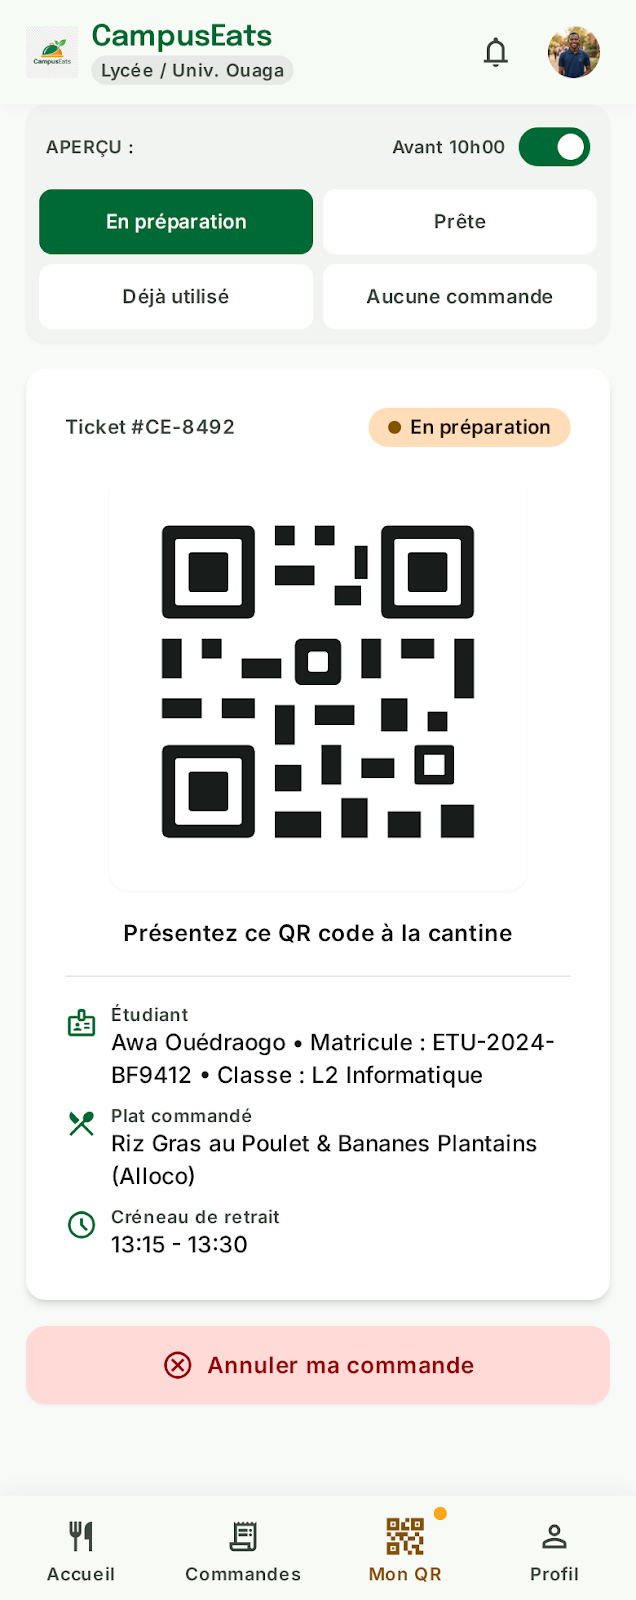 CampusEats
CampusEats
Lycée / Univ. Ouaga
APERÇU :
Avant 10h00
En préparation
Prête
Déjà utilisé
Aucune commande
Ticket #CE-8492
En préparation
Présentez ce QR code à la cantine
Étudiant
Awa Ouédraogo • Matricule : ETU-2024-
BF9412 • Classe : L2 Informatique
Plat commandé
Riz Gras au Poulet & Bananes Plantains
(Alloco)
Créneau de retrait
13:15 - 13:30
Annuler ma commande
Accueil
Commandes
Mon QR
Profil